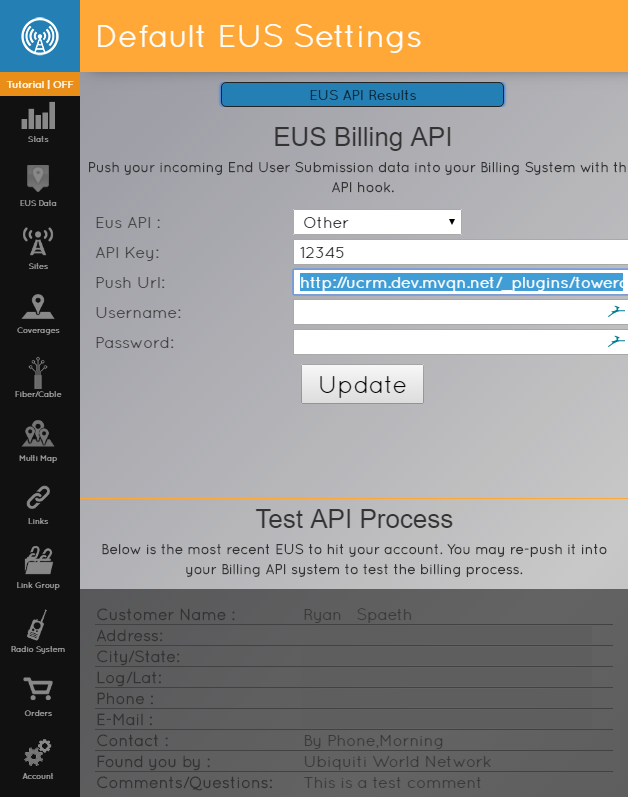 Default EUS Settings
Tutorial | OFF
Stats
EUS Data
Sites
Coverages
Fiber/Cable
Multi Map
Links
Link Group
Radio System
Orders
Account
EUS API Results
EUS Billing API
Push your incoming End User Submission data into your Billing System with th
API hook.
Eus API : Other
API Key: 12345
Push Url: http://ucrm.dev.mvqn.net/_plugins/towerc
Username:
Password:
Update
Test API Process
Below is the most recent EUS to hit your account. You may re-push it into
your Billing API system to test the billing process.
Customer Name : Ryan Spaeth
Address:
City/State:
Log/Lat:
Phone :
E-Mail :
Contact : By Phone,Morning
Found you by : Ubiquiti World Network
Comments/Questions: This is a test comment